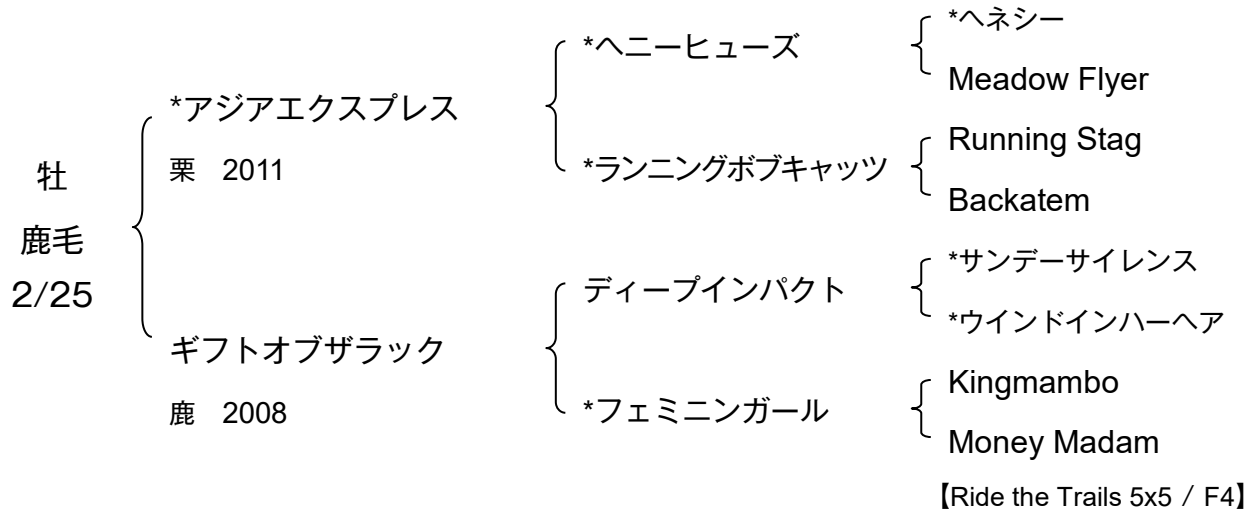 牡
鹿毛
2/25
*アジアエクスプレス
栗 2011
ギフトオブザラック
鹿 2008
*ヘニーヒューズ
*ランニングボブキャッツ
ディープインパクト
*フェミニンガール
*ヘネシー
Meadow Flyer
Running Stag
Backatem
*サンデーサイレンス
*ウインドインハーヘア
Kingmambo
Money Madam
【Ride the Trails 5x5 / F4】